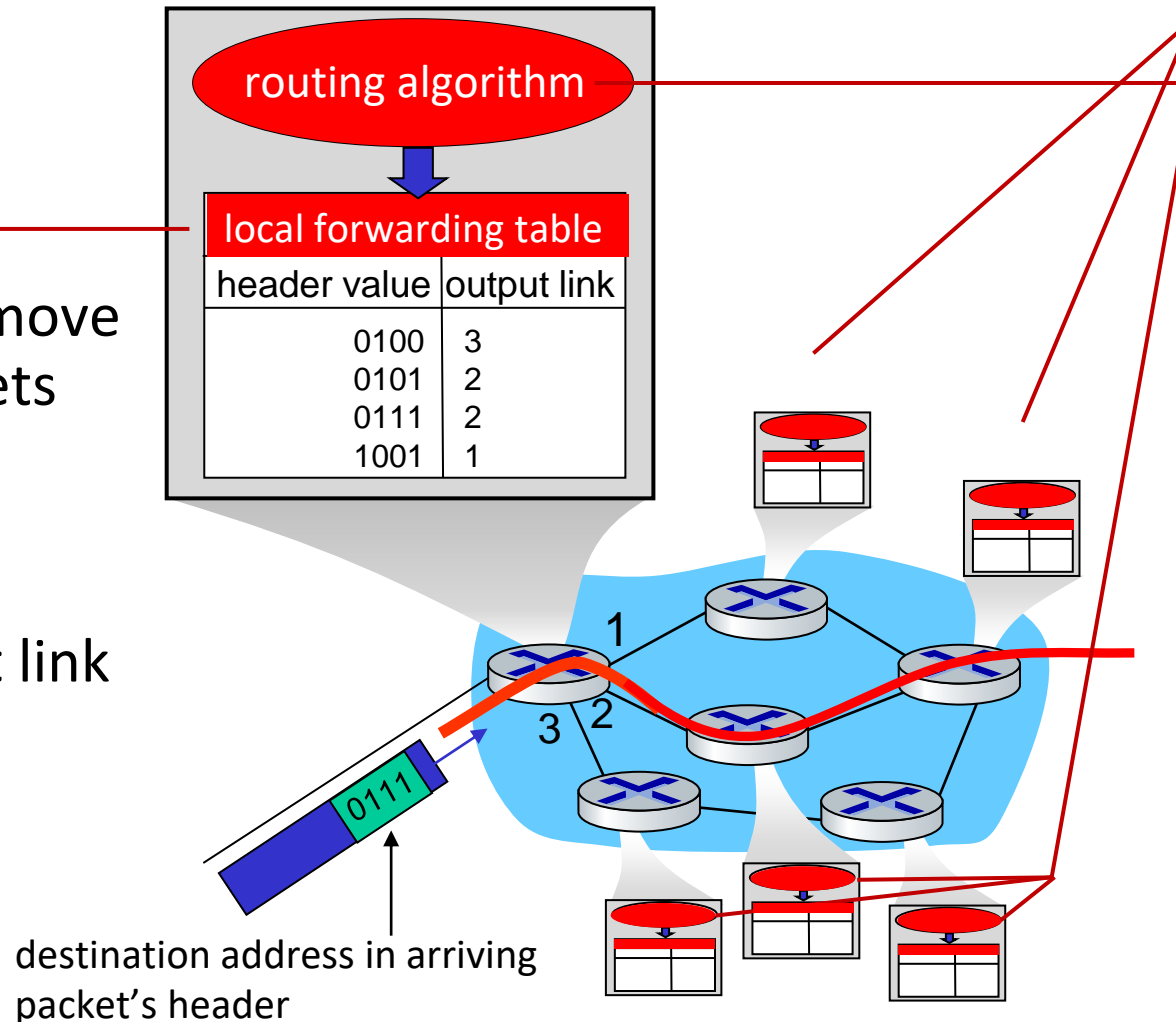 routing algorithm
local forwarding table
header value output link
0100 3
0101 2
0111 2
1001 1
move
ets
link
1
2
3
0111
destination address in arriving
packet’s header